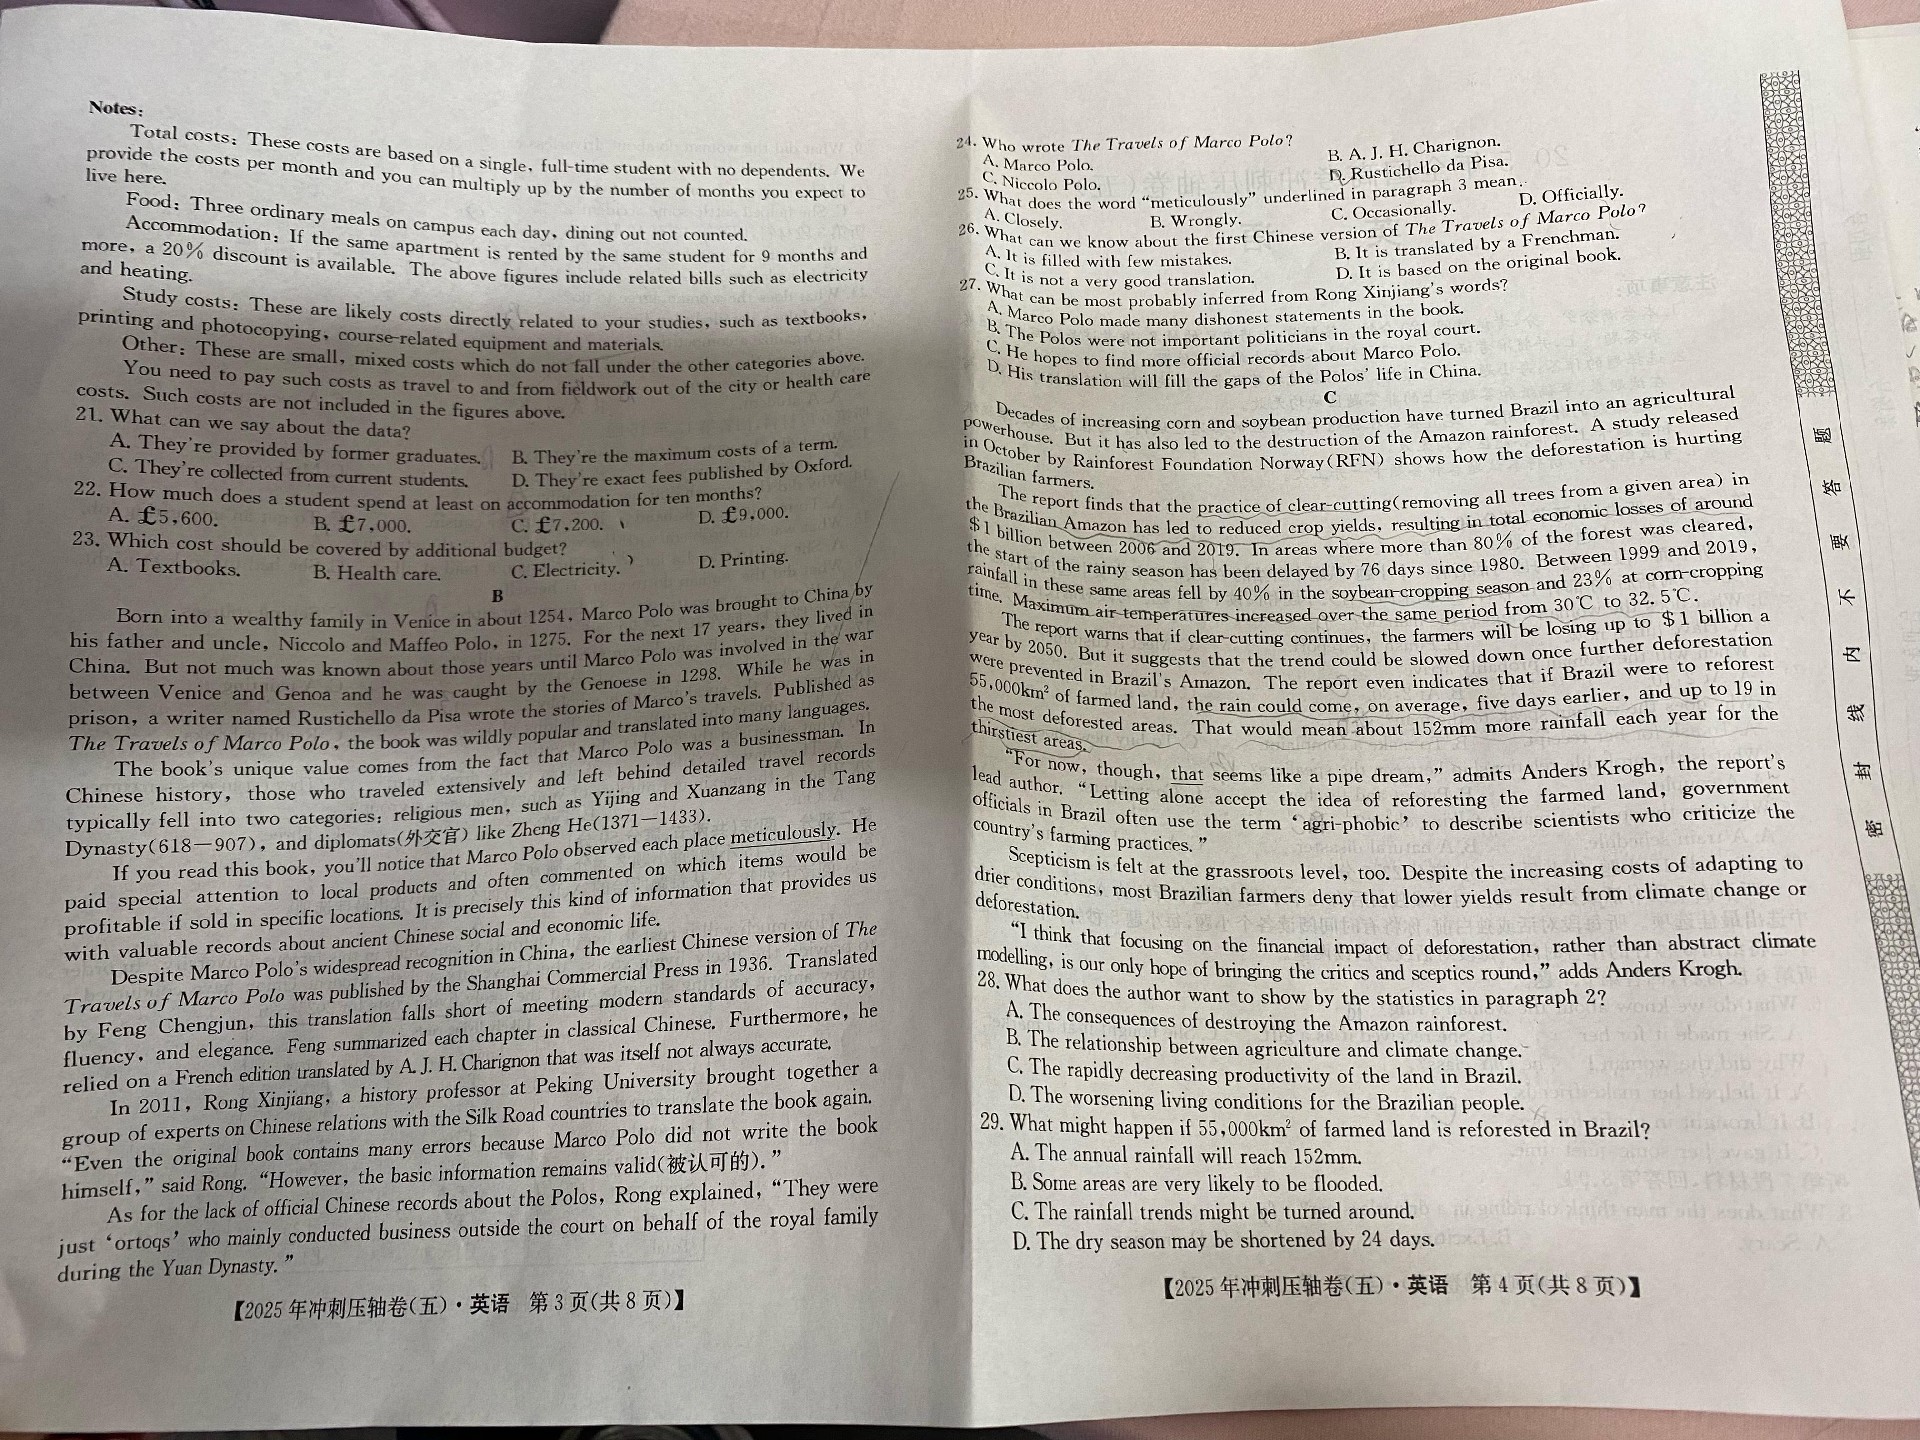 Notes:
Total costs: These costs are based on a single, full-time student with no dependents. We
provide the costs per month and you can multiply up by the number of months you expect to
live here.
Food: Three ordinary meals on campus each day, dining out not counted.
Accommodation: If the same apartment is rented by the same student for 9 months and
more, a 20% discount is available. The above figures include related bills such as electricity
and heating.
Study costs: These are likely costs directly related to your studies, such as textbooks,
printing and photocopying, course-related equipment and materials.
Other: These are small, mixed costs which do not fall under the other categories above.
You need to pay such costs as travel to and from fieldwork out of the city or health care
costs. Such costs are not included in the figures above.
21. What can we say about the data?
A. They're provided by former graduates. B. They're the maximum costs of a term.
C. They're collected from current students. D. They're exact fees published by Oxford.
22. How much does a student spend at least on accommodation for ten months?
A. £5,600. B. £7,000. C. £7,200. D. £9,000.
23. Which cost should be covered by additional budget?
A. Textbooks. B. Health care. C. Electricity. D. Printing.
B
Born into a wealthy family in Venice in about 1254, Marco Polo was brought to China by
his father and uncle, Niccolo and Maffeo Polo, in 1275. For the next 17 years, they lived in
China. But not much was known about those years until Marco Polo was involved in the war
between Venice and Genoa and he was caught by the Genoese in 1298. While he was in
prison, a writer named Rustichello da Pisa wrote the stories of Marco's travels. Published as
The Travels of Marco Polo, the book was wildly popular and translated into many languages.
The book's unique value comes from the fact that Marco Polo was a businessman. In
Chinese history, those who traveled extensively and left behind detailed travel records
typically fell into two categories: religious men, such as Yijing and Xuanzang in the Tang
Dynasty(618—907), and diplomats(外交官) like Zheng He(1371—1433).
If you read this book, you'll notice that Marco Polo observed each place meticulously. He
paid special attention to local products and often commented on which items would be
profitable if sold in specific locations. It is precisely this kind of information that provides us
with valuable records about ancient Chinese social and economic life.
Despite Marco Polo's widespread recognition in China, the earliest Chinese version of The
Travels of Marco Polo was published by the Shanghai Commercial Press in 1936. Translated
by Feng Chengjun, this translation falls short of meeting modern standards of accuracy,
fluency, and elegance. Feng summarized each chapter in classical Chinese. Furthermore, he
relied on a French edition translated by A. J. H. Charignon that was itself not always accurate.
In 2011, Rong Xinjiang, a history professor at Peking University brought together a
group of experts on Chinese relations with the Silk Road countries to translate the book again.
"Even the original book contains many errors because Marco Polo did not write the book
himself," said Rong. "However, the basic information remains valid(被认可的)."
As for the lack of official Chinese records about the Polos, Rong explained, "They were
just 'ortoqs' who mainly conducted business outside the court on behalf of the royal family
during the Yuan Dynasty."
【2025年冲刺压轴卷(五)·英语 第3页(共8页)】
24. Who wrote The Travels of Marco Polo?
A. Marco Polo. B. A. J. H. Charignon.
C. Niccolo Polo. D. Rustichello da Pisa.
25. What does the word "meticulously" underlined in paragraph 3 mean.
A. Closely. B. Wrongly. C. Occasionally. D. Officially.
26. What can we know about the first Chinese version of The Travels of Marco Polo?
A. It is filled with few mistakes. B. It is translated by a Frenchman.
C. It is not a very good translation. D. It is based on the original book.
27. What can be most probably inferred from Rong Xinjiang's words?
A. Marco Polo made many dishonest statements in the book.
B. The Polos were not important politicians in the royal court.
C. He hopes to find more official records about Marco Polo.
D. His translation will fill the gaps of the Polos' life in China.
C
Decades of increasing corn and soybean production have turned Brazil into an agricultural
powerhouse. But it has also led to the destruction of the Amazon rainforest. A study released
in October by Rainforest Foundation Norway(RFN) shows how the deforestation is hurting
Brazilian farmers.
The report finds that the practice of clear-cutting(removing all trees from a given area) in
the Brazilian Amazon has led to reduced crop yields, resulting in total economic losses of around
$1 billion between 2006 and 2019. In areas where more than 80% of the forest was cleared,
the start of the rainy season has been delayed by 76 days since 1980. Between 1999 and 2019,
rainfall in these same areas fell by 40% in the soybean-cropping season and 23% at corn-cropping
time. Maximum air temperatures increased over the same period from 30℃ to 32.5℃.
The report warns that if clear-cutting continues, the farmers will be losing up to $1 billion a
year by 2050. But it suggests that the trend could be slowed down once further deforestation
were prevented in Brazil's Amazon. The report even indicates that if Brazil were to reforest
55,000km² of farmed land, the rain could come, on average, five days earlier, and up to 19 in
the most deforested areas. That would mean about 152mm more rainfall each year for the
thirstiest areas.
"For now, though, that seems like a pipe dream," admits Anders Krogh, the report's
lead author. "Letting alone accept the idea of reforesting the farmed land, government
officials in Brazil often use the term 'agri-phobic' to describe scientists who criticize the
country's farming practices."
Scepticism is felt at the grassroots level, too. Despite the increasing costs of adapting to
drier conditions, most Brazilian farmers deny that lower yields result from climate change or
deforestation.
"I think that focusing on the financial impact of deforestation, rather than abstract climate
modelling, is our only hope of bringing the critics and sceptics round," adds Anders Krogh.
28. What does the author want to show by the statistics in paragraph 2?
A. The consequences of destroying the Amazon rainforest.
B. The relationship between agriculture and climate change.
C. The rapidly decreasing productivity of the land in Brazil.
D. The worsening living conditions for the Brazilian people.
29. What might happen if 55,000km² of farmed land is reforested in Brazil?
A. The annual rainfall will reach 152mm.
B. Some areas are very likely to be flooded.
C. The rainfall trends might be turned around.
D. The dry season may be shortened by 24 days.
【2025年冲刺压轴卷(五)·英语 第4页(共8页)】
密 封 线 内 不 要 答 题